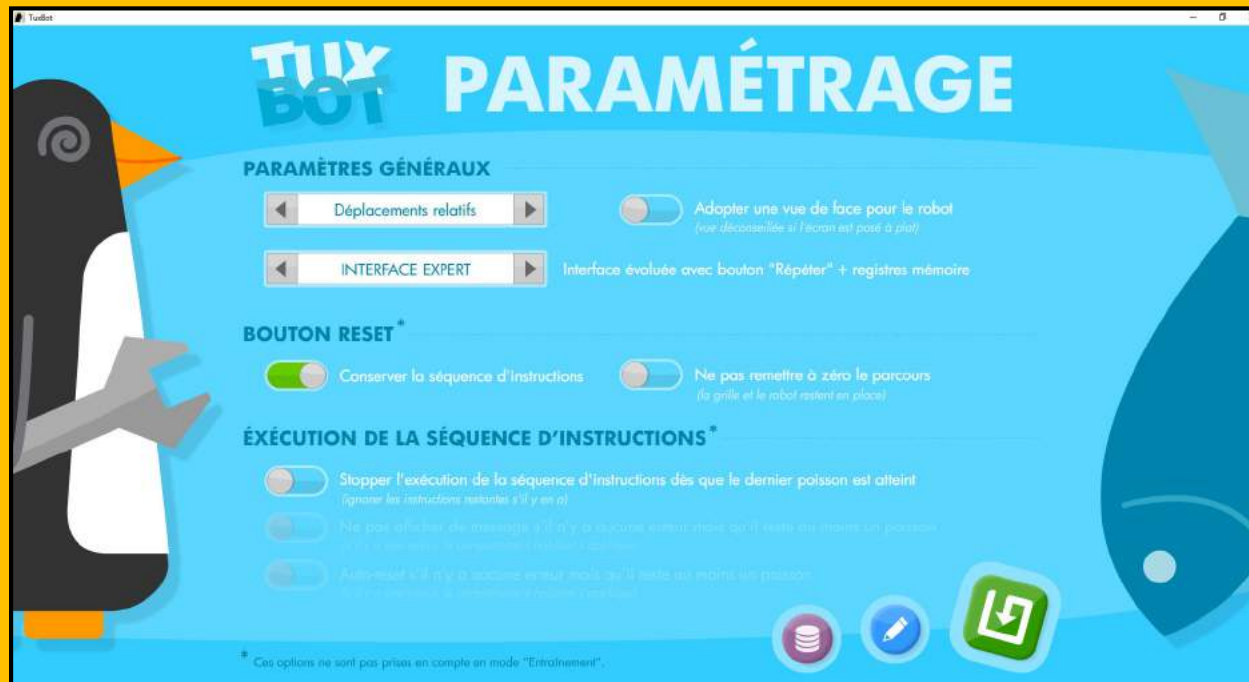 TuxBot
TUX
BOT
PARAMÉTRAGE
PARAMÈTRES GÉNÉRAUX
Déplacements relatifs
Adopter une vue de face pour le robot
(vue déconseillée si l'écran est posé à plat)
INTERFACE EXPERT
Interface évoluée avec bouton "Répéter" + registres mémoire
BOUTON RESET*
Conserver la séquence d'instructions
Ne pas remettre à zéro le parcours
(la grille et le robot restent en place)
ÉXÉCUTION DE LA SÉQUENCE D'INSTRUCTIONS*
Stopper l'exécution de la séquence d'instructions dès que le dernier poisson est atteint
(ignorer les instructions restantes s'il y en a)
Ne pas afficher de message s'il n'y a aucune erreur mais qu'il reste au moins un poisson
Auto-reset s'il n'y a aucune erreur mais qu'il reste au moins un poisson
* Ces options ne sont pas prises en compte en mode "Entraînement".